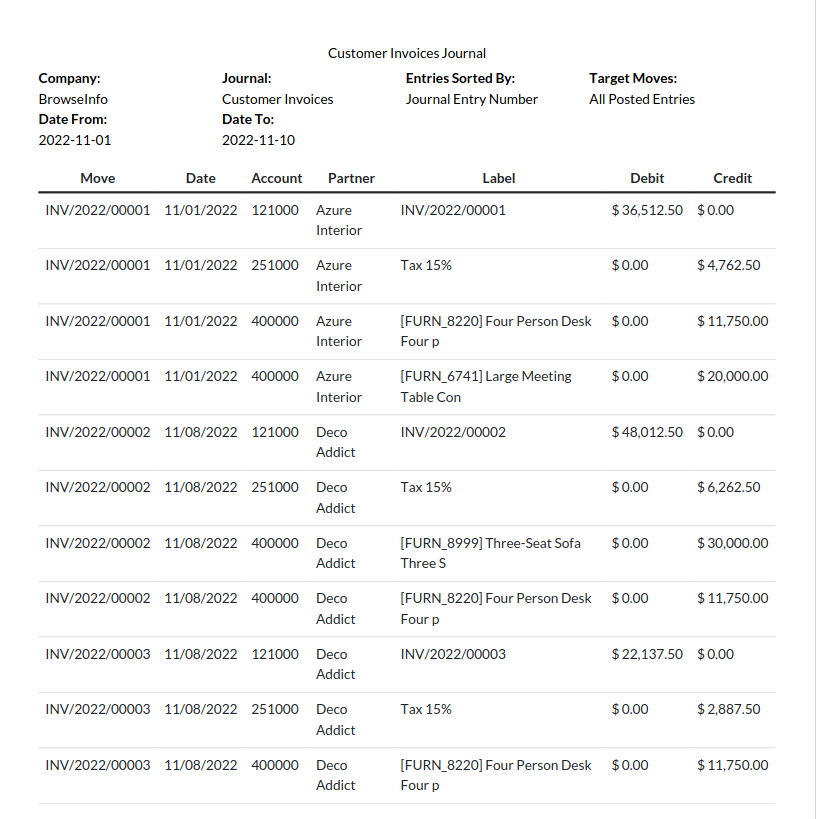 Customer Invoices Journal
Company: Journal: Entries Sorted By: Target Moves:
BrowseInfo Customer Invoices Journal Entry Number All Posted Entries
Date From: Date To:
2022-11-01 2022-11-10
Move Date Account Partner Label Debit Credit
INV/2022/00001 11/01/2022 121000 Azure INV/2022/00001 $ 36,512.50 $ 0.00
Interior
INV/2022/00001 11/01/2022 251000 Azure Tax 15% $ 0.00 $ 4,762.50
Interior
INV/2022/00001 11/01/2022 400000 Azure [FURN_8220] Four Person Desk $ 0.00 $ 11,750.00
Interior Four p
INV/2022/00001 11/01/2022 400000 Azure [FURN_6741] Large Meeting $ 0.00 $ 20,000.00
Interior Table Con
INV/2022/00002 11/08/2022 121000 Deco INV/2022/00002 $ 48,012.50 $ 0.00
Addict
INV/2022/00002 11/08/2022 251000 Deco Tax 15% $ 0.00 $ 6,262.50
Addict
INV/2022/00002 11/08/2022 400000 Deco [FURN_8999] Three-Seat Sofa $ 0.00 $ 30,000.00
Addict Three S
INV/2022/00002 11/08/2022 400000 Deco [FURN_8220] Four Person Desk $ 0.00 $ 11,750.00
Addict Four p
INV/2022/00003 11/08/2022 121000 Deco INV/2022/00003 $ 22,137.50 $ 0.00
Addict
INV/2022/00003 11/08/2022 251000 Deco Tax 15% $ 0.00 $ 2,887.50
Addict
INV/2022/00003 11/08/2022 400000 Deco [FURN_8220] Four Person Desk $ 0.00 $ 11,750.00
Addict Four p